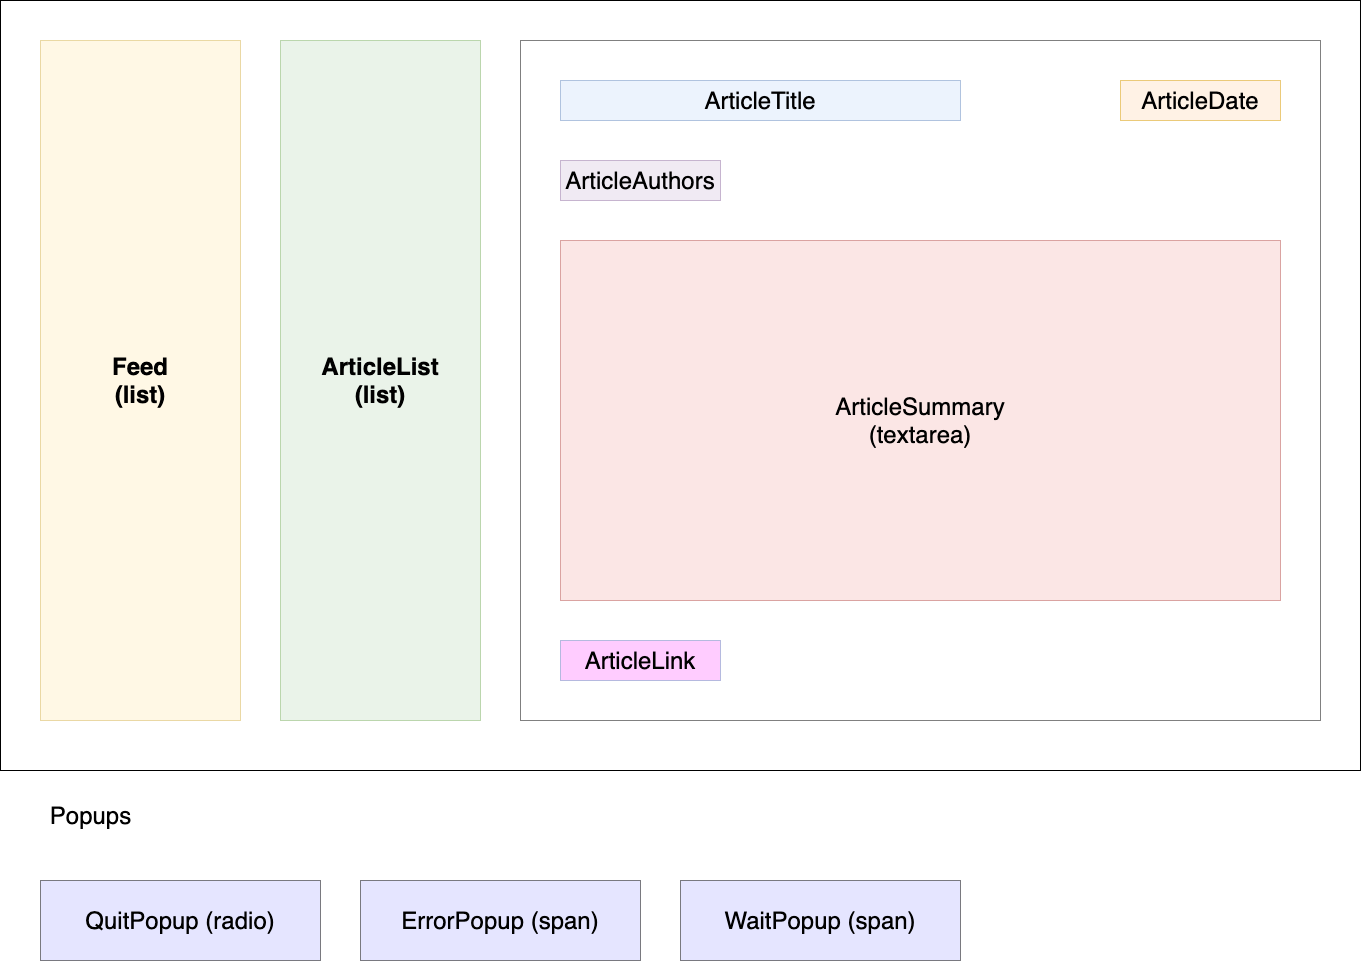 ArticleTitle
ArticleDate
ArticleAuthors
Feed
(list)
ArticleList
(list)
ArticleSummary
(textarea)
ArticleLink
Popups
QuitPopup (radio)
ErrorPopup (span)
WaitPopup (span)